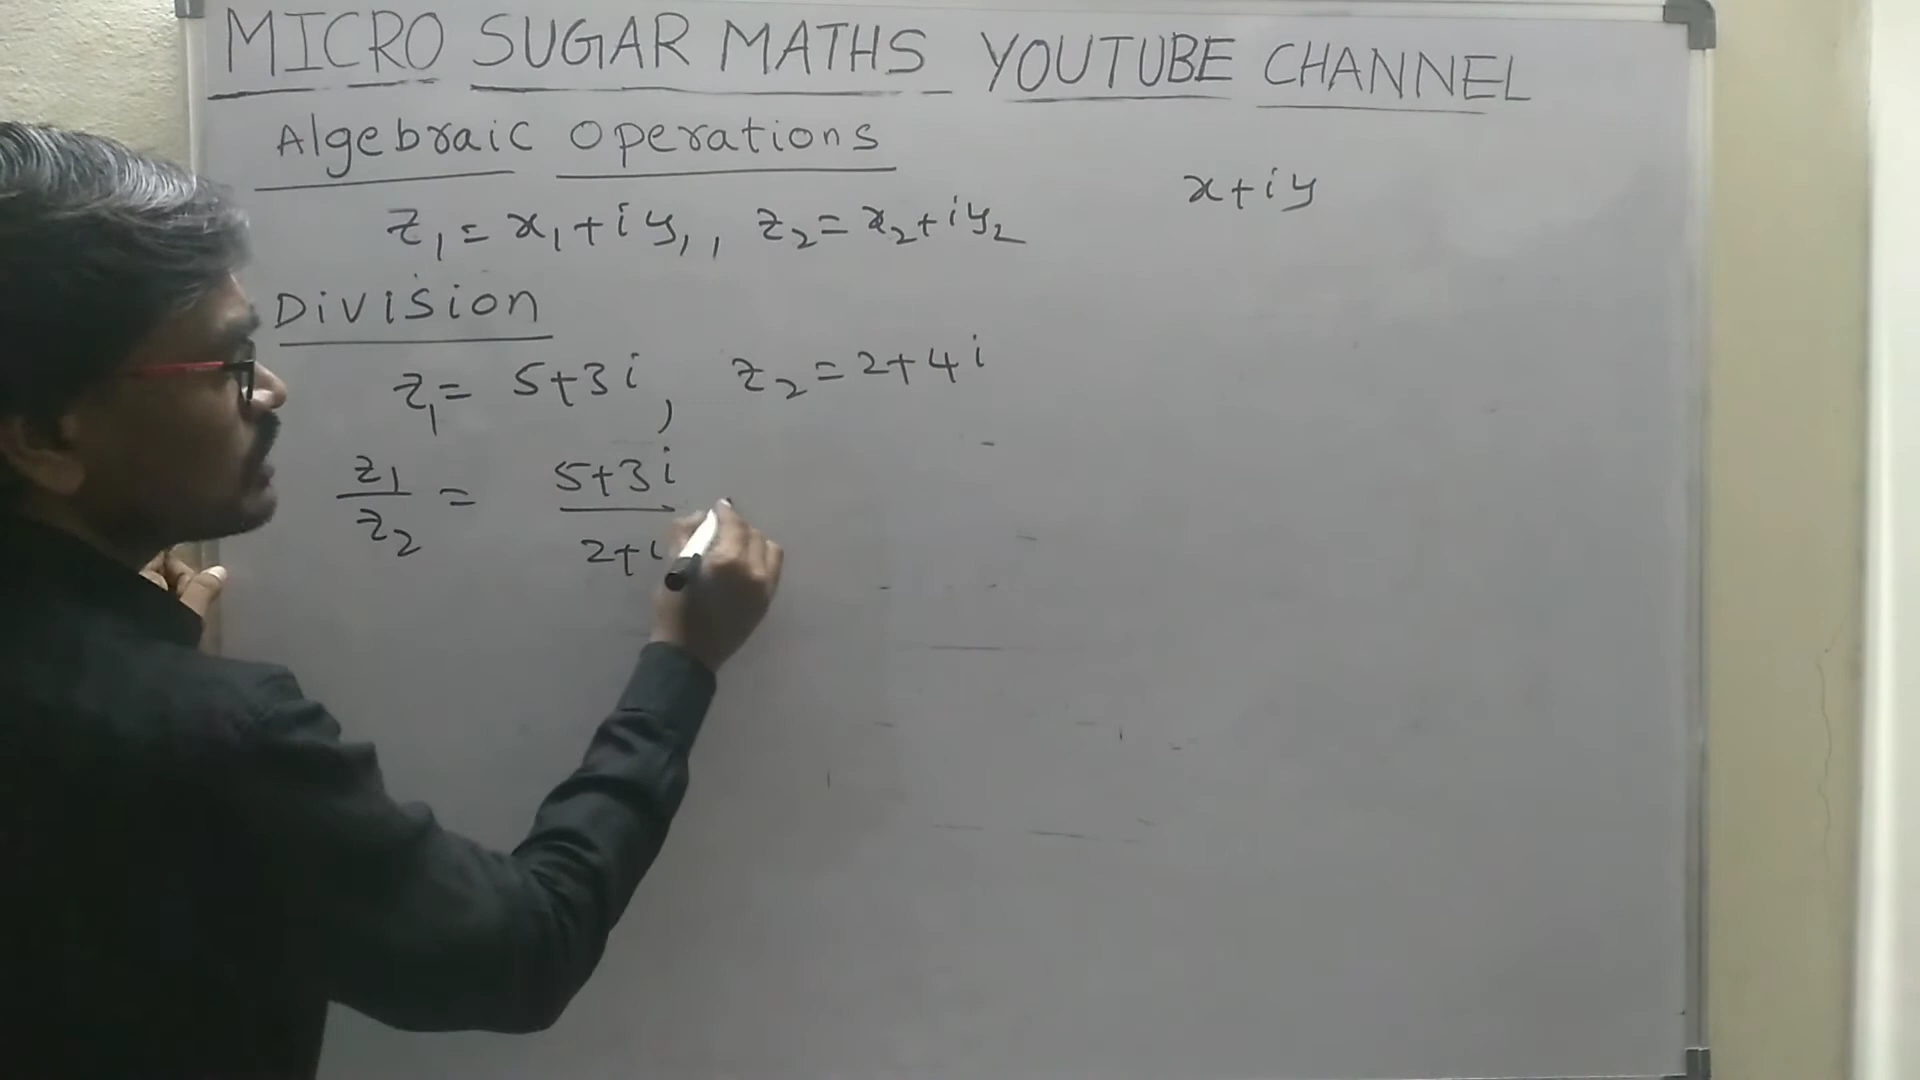 MICRO SUGAR MATHS YOUTUBE CHANNEL
Algebraic Operations
x+iy
z₁ = x₁+iy₁, z₂ = x₂+iy₂
Division
z₁ = 5+3i, z₂ = 2+4i
z₁/z₂ = 5+3i/2+